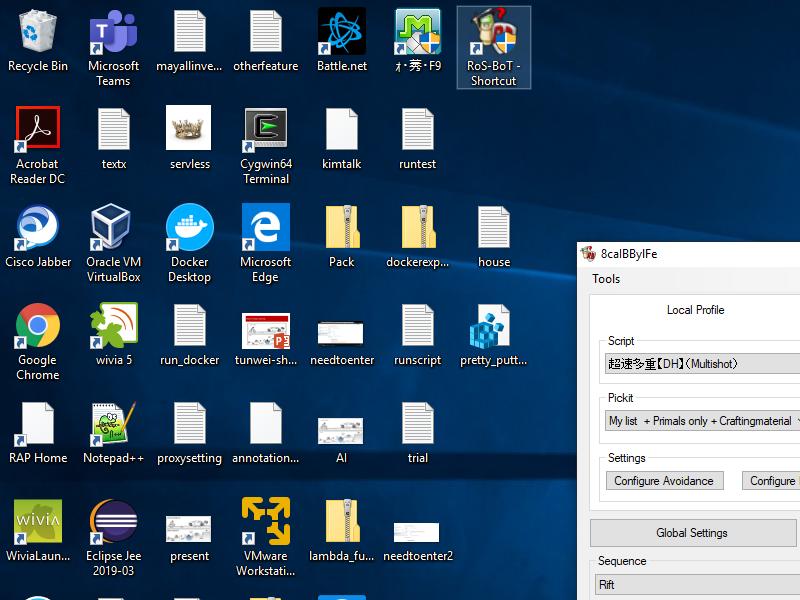 Recycle Bin
Microsoft Teams
mayallinve...
otherfeature
Battle.net
RoS-BoT - Shortcut
Acrobat Reader DC
textx
servless
Cygwin64 Terminal
kimtalk
runtest
Cisco Jabber
Oracle VM VirtualBox
Docker Desktop
Microsoft Edge
Pack
dockerexp...
house
Google Chrome
wivia 5
run_docker
tunwei-sh...
needtoenter
runscript
pretty_putt...
RAP Home
Notepad++
proxysetting
annotation...
AI
trial
WiviaLaun...
Eclipse Jee 2019-03
present
VMware Workstati...
lambda_fu...
needtoenter2
Tools
Local Profile
Script
超速多重【DH】(Multishot)
Pickit
My list + Primals only + Craftingmaterial
Settings
Configure Avoidance
Configure
Global Settings
Sequence
Rift